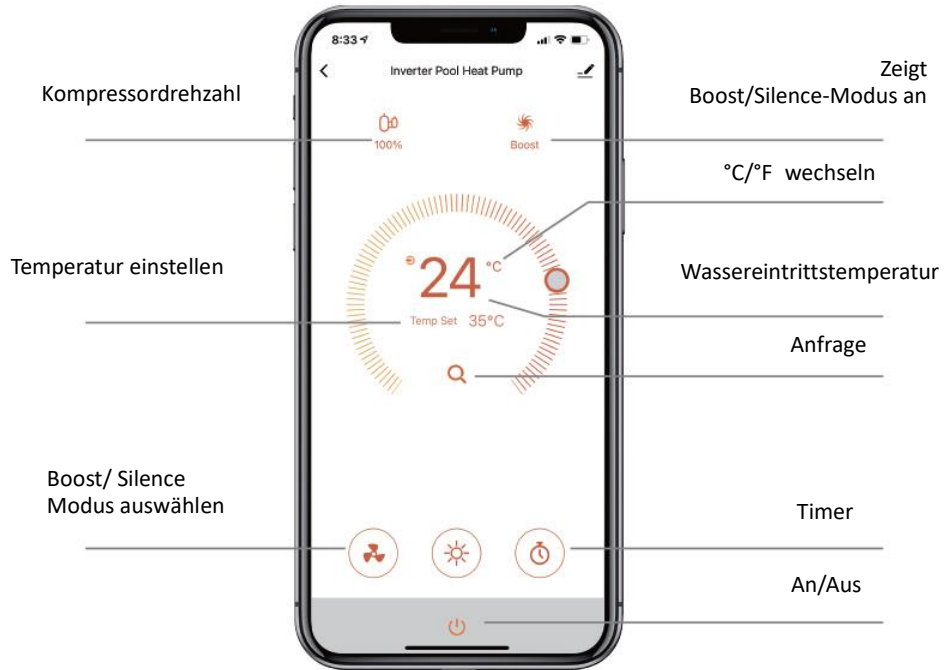 8:33
Inverter Pool Heat Pump
Kompressordrehzahl
Zeigt
Boost/Silence-Modus an
100%
Boost
°C/°F wechseln
Temperatur einstellen
24 °C
Wassereintrittstemperatur
Temp Set 35°C
Anfrage
Boost/ Silence
Modus auswählen
Timer
An/Aus